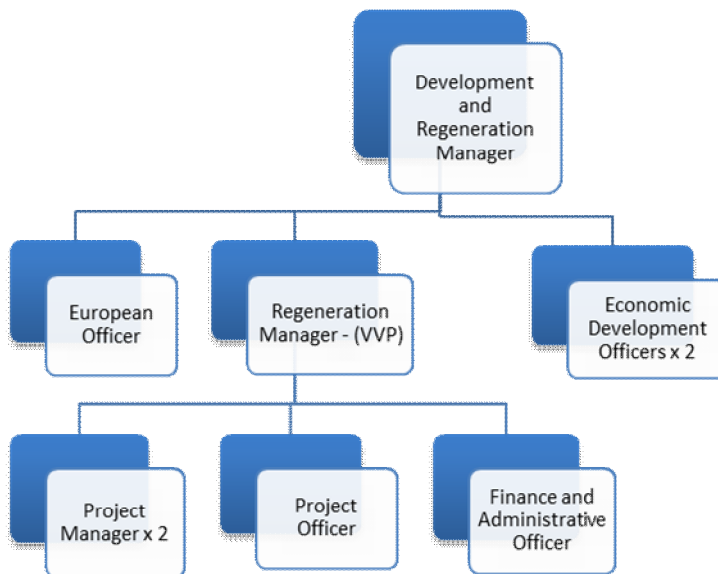 Development
and
Regeneration
Manager
European
Officer
Regeneration
Manager - (VVP)
Economic
Development
Officers x 2
Project
Manager x 2
Project
Officer
Finance and
Administrative
Officer